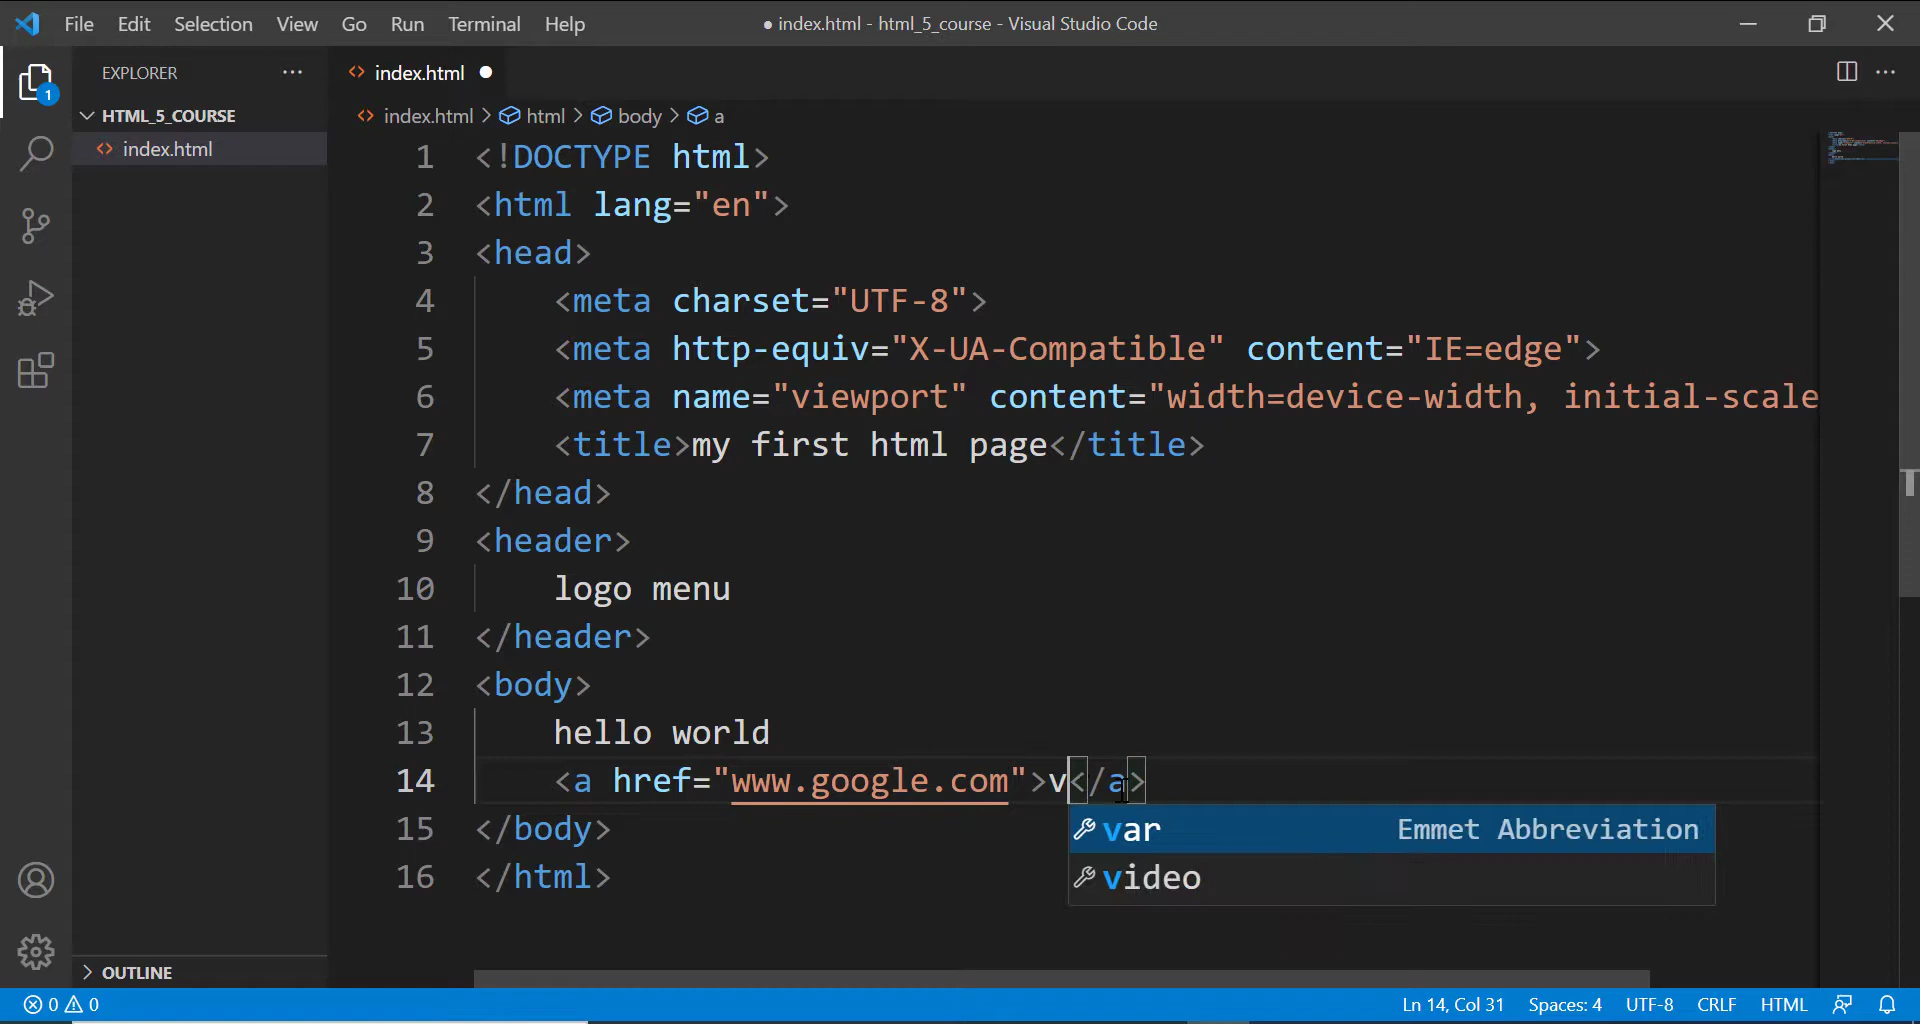 File Edit Selection View Go Run Terminal Help
● index.html - html_5_course - Visual Studio Code
EXPLORER
index.html
1
HTML_5_COURSE
index.html > html > body > a
index.html
1 <!DOCTYPE html>
2 <html lang="en">
3 <head>
4 <meta charset="UTF-8">
5 <meta http-equiv="X-UA-Compatible" content="IE=edge">
6 <meta name="viewport" content="width=device-width, initial-scale
7 <title>my first html page</title>
8 </head>
9 <header>
10 logo menu
11 </header>
12 <body>
13 hello world
14 <a href="www.google.com">v</a>
var Emmet Abbreviation
15 </body>
video
16 </html>
OUTLINE
0 0 Ln 14, Col 31 Spaces: 4 UTF-8 CRLF HTML